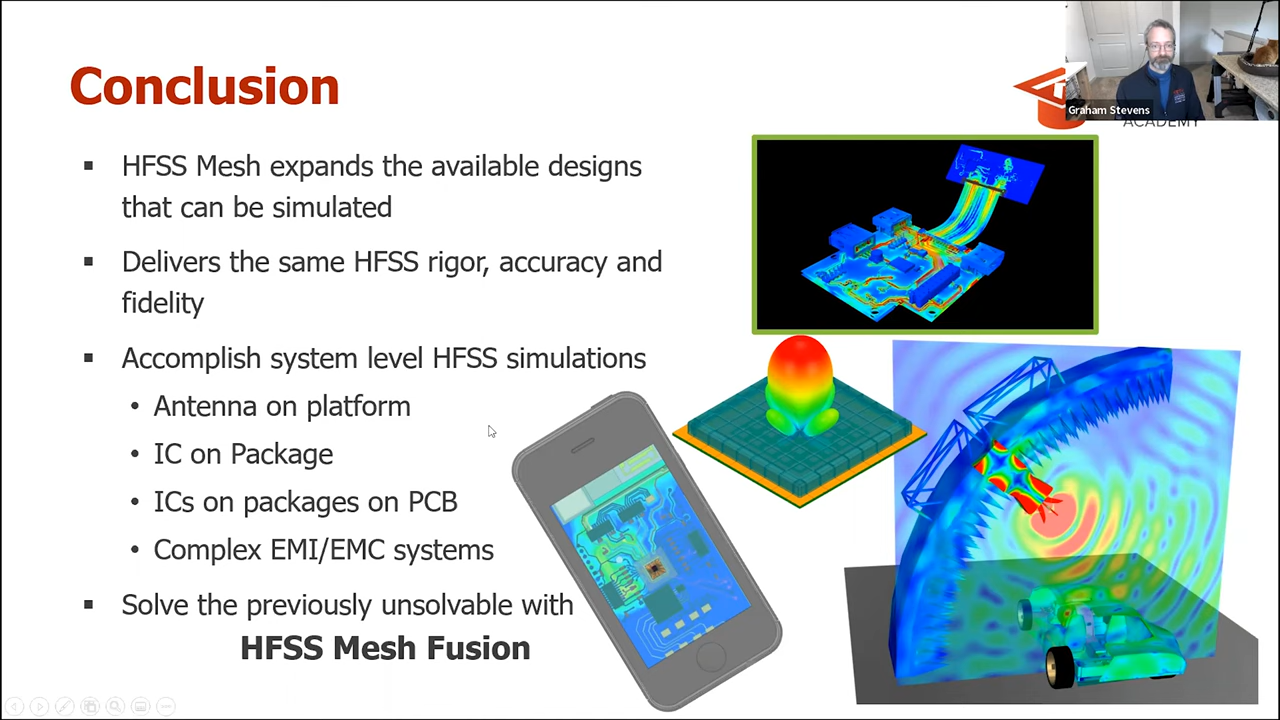 Conclusion
Graham Stevens
ACADEMY
▪ HFSS Mesh expands the available designs
that can be simulated
▪ Delivers the same HFSS rigor, accuracy and
fidelity
▪ Accomplish system level HFSS simulations
• Antenna on platform
• IC on Package
• ICs on packages on PCB
• Complex EMI/EMC systems
▪ Solve the previously unsolvable with
HFSS Mesh Fusion